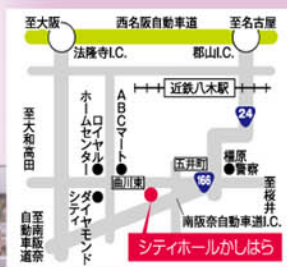 至大阪
西名阪自動車道
至名古屋
法隆寺I.C.
郡山I.C.
近鉄八木駅
24
至大和高田
ホームセンター
ロイヤル
ABCマート
五井町
橿原
警察
曲川東
166
至桜井
至南阪奈
自動車道
ダイヤモンド
シティ
南阪奈自動車道I.C.
シティホールかしはら